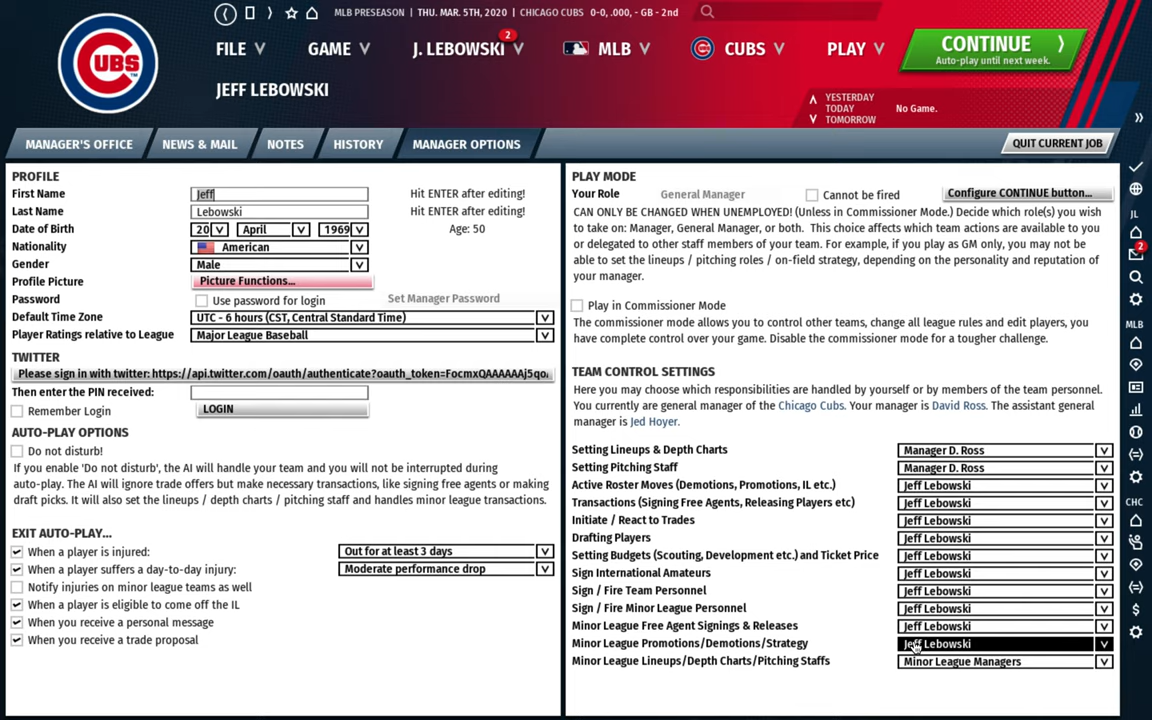 MLB PRESEASON | THU. MAR. 5TH, 2020 | CHICAGO CUBS 0-0, .000, - GB - 2nd
CUBS
FILE GAME J. LEBOWSKI 2 MLB CUBS PLAY
CONTINUE
Auto-play until next week.
JEFF LEBOWSKI
YESTERDAY
TODAY
TOMORROW
No Game.
MANAGER'S OFFICE NEWS & MAIL NOTES HISTORY MANAGER OPTIONS QUIT CURRENT JOB
PROFILE
First Name Jeff Hit ENTER after editing!
Last Name Lebowski Hit ENTER after editing!
Date of Birth 20 April 1969 Age: 50
Nationality American
Gender Male
Profile Picture Picture Functions...
Password Use password for login Set Manager Password
Default Time Zone UTC - 6 hours (CST, Central Standard Time)
Player Ratings relative to League Major League Baseball
TWITTER
Please sign in with twitter: https://api.twitter.com/oauth/authenticate?oauth_token=FocmxQAAAAAAj5qo.
Then enter the PIN received:
Remember Login LOGIN
AUTO-PLAY OPTIONS
Do not disturb!
If you enable 'Do not disturb', the AI will handle your team and you will not be interrupted during
auto-play. The AI will ignore trade offers but make necessary transactions, like signing free agents or making
draft picks. It will also set the lineups / depth charts / pitching staff and handles minor league transactions.
EXIT AUTO-PLAY...
When a player is injured: Out for at least 3 days
When a player suffers a day-to-day injury: Moderate performance drop
Notify injuries on minor league teams as well
When a player is eligible to come off the IL
When you receive a personal message
When you receive a trade proposal
PLAY MODE
Your Role General Manager Cannot be fired Configure CONTINUE button...
CAN ONLY BE CHANGED WHEN UNEMPLOYED! (Unless in Commissioner Mode.) Decide which role(s) you wish
to take on: Manager, General Manager, or both. This choice affects which team actions are available to you
or delegated to other staff members of your team. For example, if you play as GM only, you may not be
able to set the lineups / pitching roles / on-field strategy, depending on the personality and reputation of
your manager.
Play in Commissioner Mode
The commissioner mode allows you to control other teams, change all league rules and edit players, you
have complete control over your game. Disable the commissioner mode for a tougher challenge.
TEAM CONTROL SETTINGS
Here you may choose which responsibilities are handled by yourself or by members of the team personnel.
You currently are general manager of the Chicago Cubs. Your manager is David Ross. The assistant general
manager is Jed Hoyer.
Setting Lineups & Depth Charts Manager D. Ross
Setting Pitching Staff Manager D. Ross
Active Roster Moves (Demotions, Promotions, IL etc.) Jeff Lebowski
Transactions (Signing Free Agents, Releasing Players etc) Jeff Lebowski
Initiate / React to Trades Jeff Lebowski
Drafting Players Jeff Lebowski
Setting Budgets (Scouting, Development etc.) and Ticket Price Jeff Lebowski
Sign International Amateurs Jeff Lebowski
Sign / Fire Team Personnel Jeff Lebowski
Sign / Fire Minor League Personnel Jeff Lebowski
Minor League Free Agent Signings & Releases Jeff Lebowski
Minor League Promotions/Demotions/Strategy Jeff Lebowski
Minor League Lineups/Depth Charts/Pitching Staffs Minor League Managers
JL
2
MLB
CHC